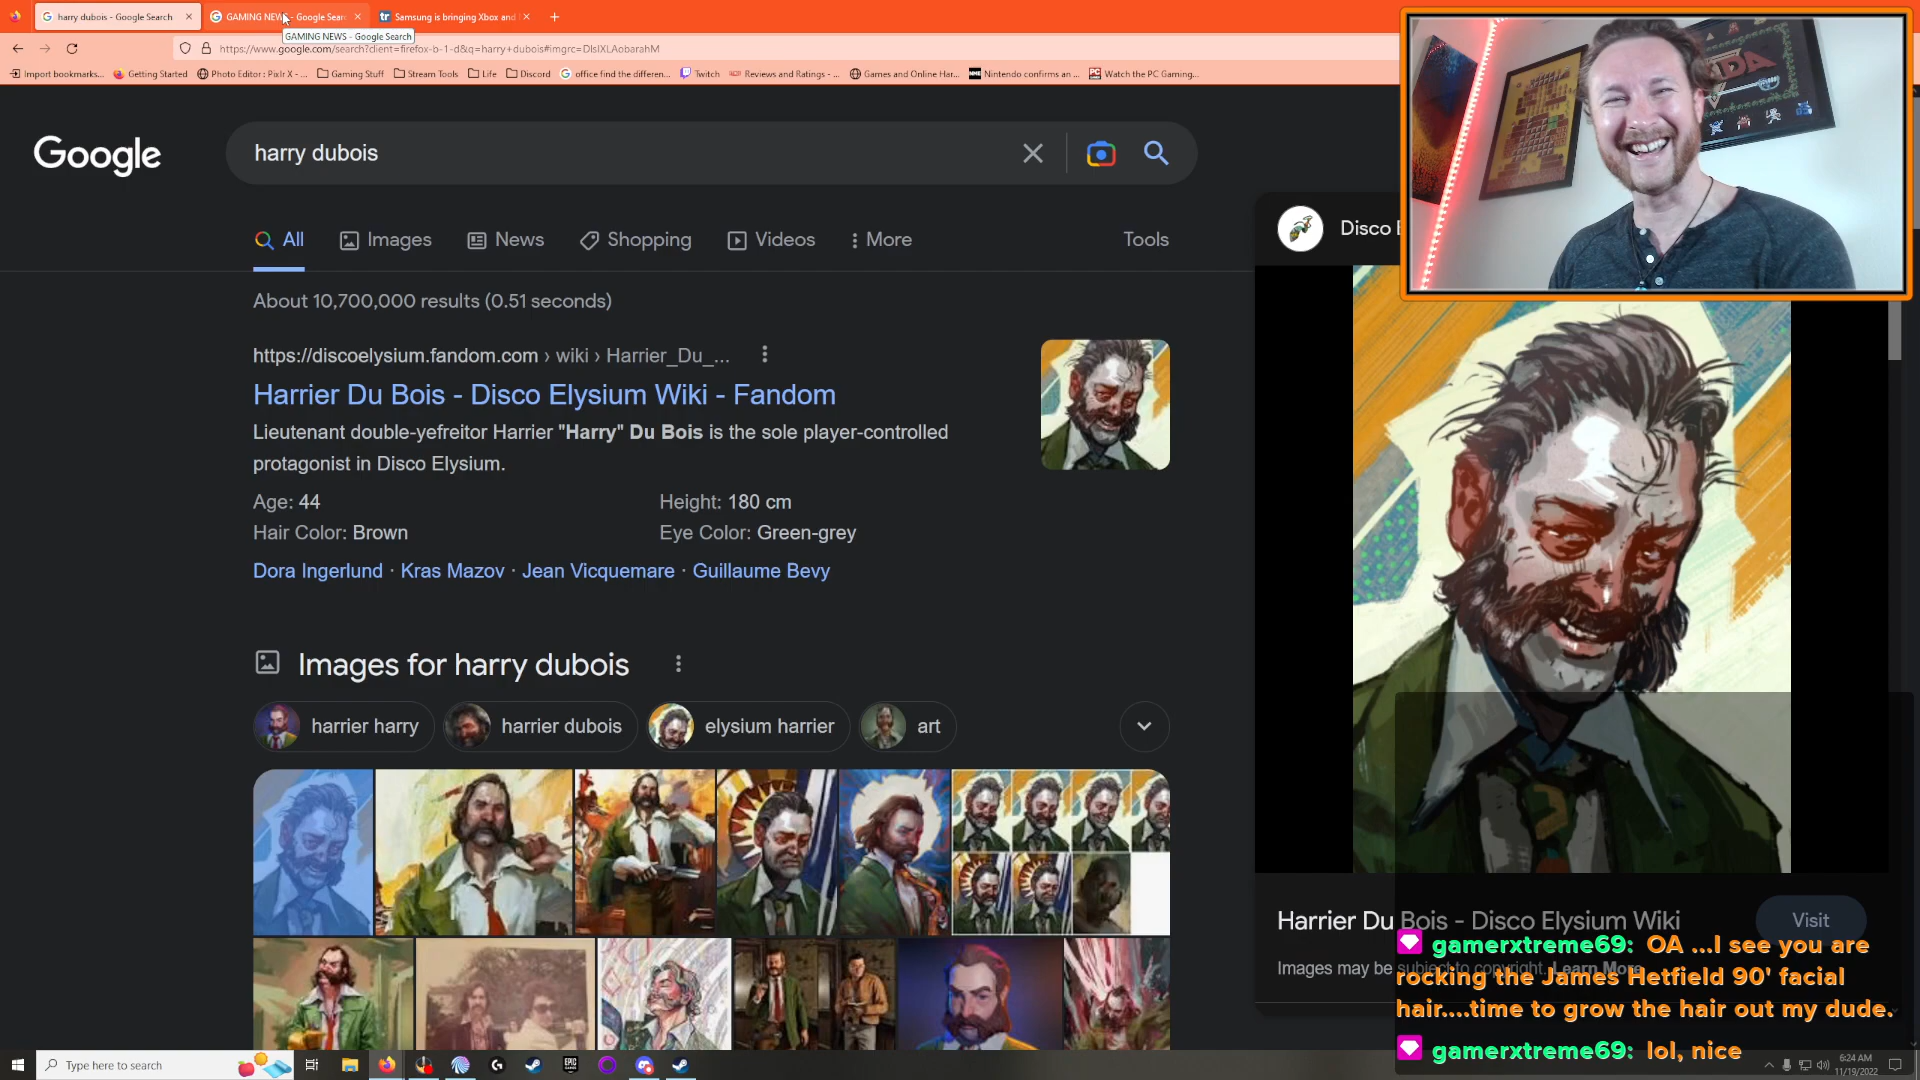 harry dubois - Google Search
GAMING NEWS - Google Sear
Samsung is bringing Xbox and
GAMING NEWS - Google Search
https://www.google.com/search?client=firefox-b-1-d&q=harry+dubois#imgrc=DIsIXLAobarahM
Import bookmarks... Getting Started Photo Editor : Pixlr X - ... Gaming Stuff Stream Tools Life Discord office find the differen... Twitch Reviews and Ratings - ... Games and Online Har... Nintendo confirms an ... Watch the PC Gaming...
Google
harry dubois
All Images News Shopping Videos More Tools
About 10,700,000 results (0.51 seconds)
https://discoelysium.fandom.com › wiki › Harrier_Du_...
Harrier Du Bois - Disco Elysium Wiki - Fandom
Lieutenant double-yefreitor Harrier "Harry" Du Bois is the sole player-controlled
protagonist in Disco Elysium.
Age: 44 Height: 180 cm
Hair Color: Brown Eye Color: Green-grey
Dora Ingerlund · Kras Mazov · Jean Vicquemare · Guillaume Bevy
Images for harry dubois
harrier harry harrier dubois elysium harrier art
Disco
Harrier Du Bois - Disco Elysium Wiki
Visit
Images may be subject to copyright. Learn More
gamerxtreme69: OA ...I see you are
rocking the James Hetfield 90' facial
hair....time to grow the hair out my dude.
gamerxtreme69: lol, nice
Type here to search
6:24 AM
11/19/2022